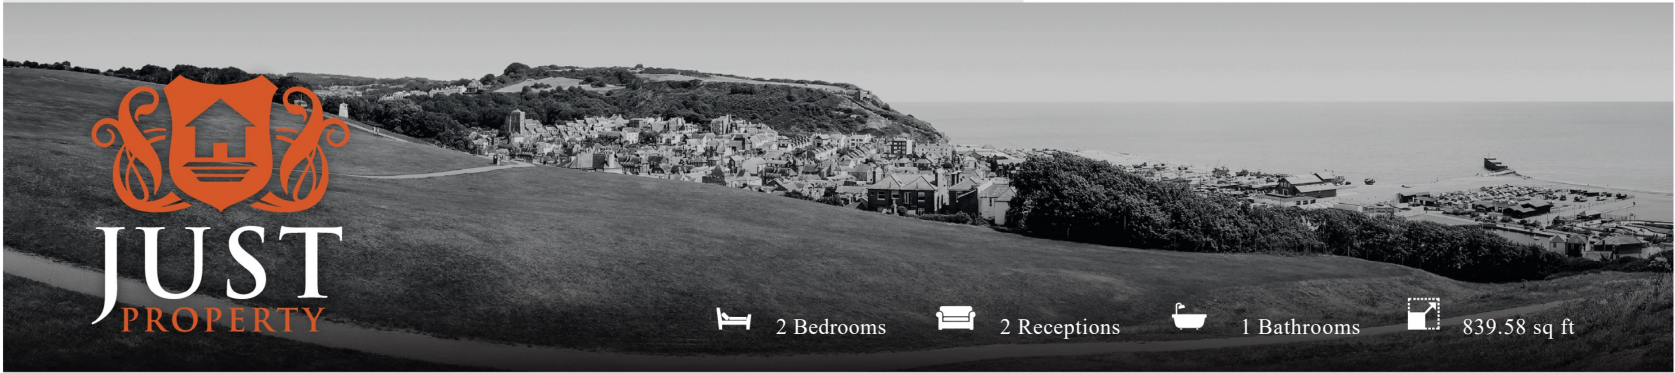 JUST
PROPERTY
2 Bedrooms
2 Receptions
1 Bathrooms
839.58 sq ft